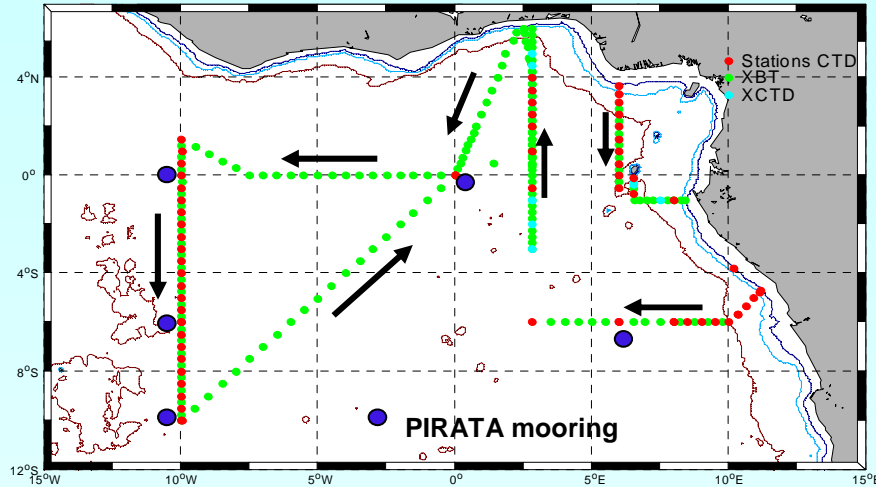 Stations CTD
XBT
XCTD
4°N
0°
4°S
8°S
12°S
PIRATA mooring
15°W 10°W 5°W 0° 5°E 10°E 15°E